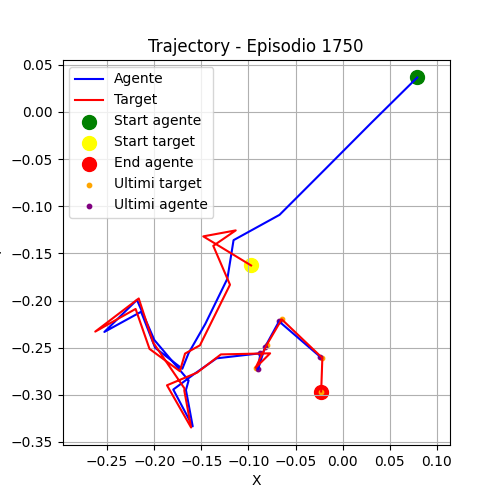 Trajectory - Episodio 1750
Agente
Target
Start agente
Start target
End agente
Ultimi target
Ultimi agente
0.05
0.00
−0.05
−0.10
−0.15
−0.20
−0.25
−0.30
−0.35
−0.25 −0.20 −0.15 −0.10 −0.05 0.00 0.05 0.10
X